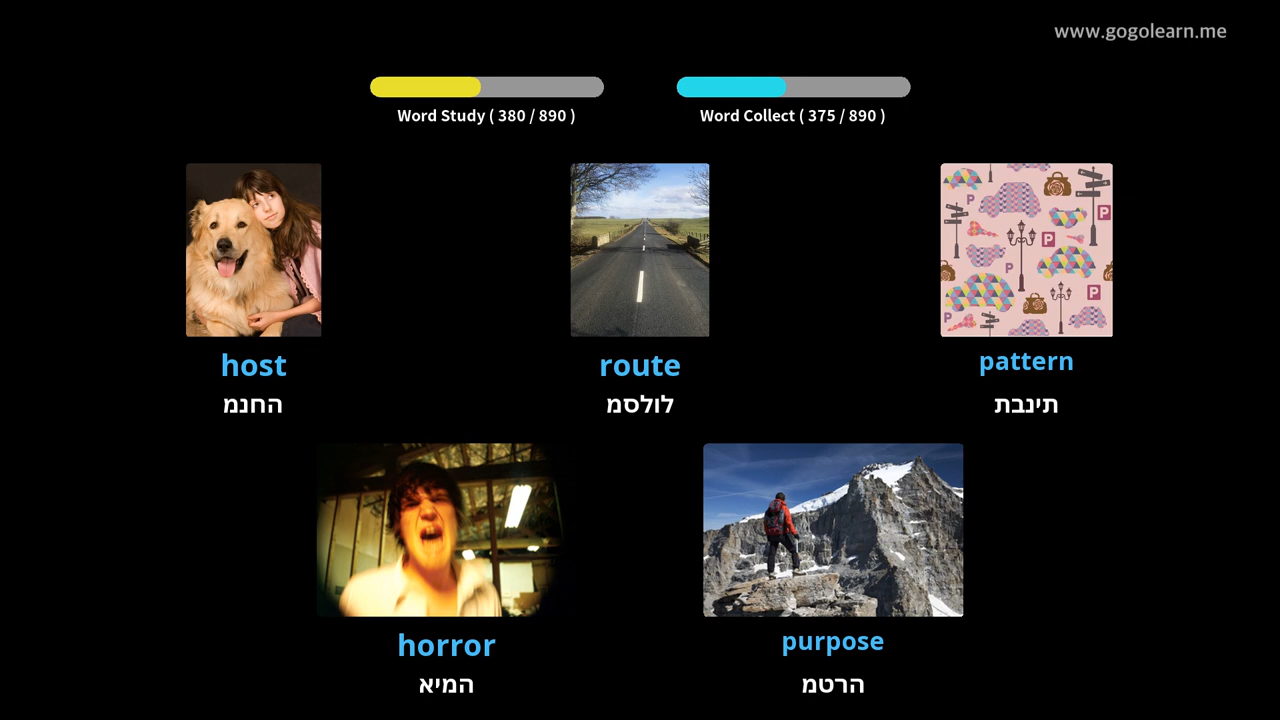 www.gogolearn.me
Word Study ( 380 / 890 )
Word Collect ( 375 / 890 )
host
החנמ
route
לולסמ
pattern
תינבת
horror
המיא
purpose
הרטמ